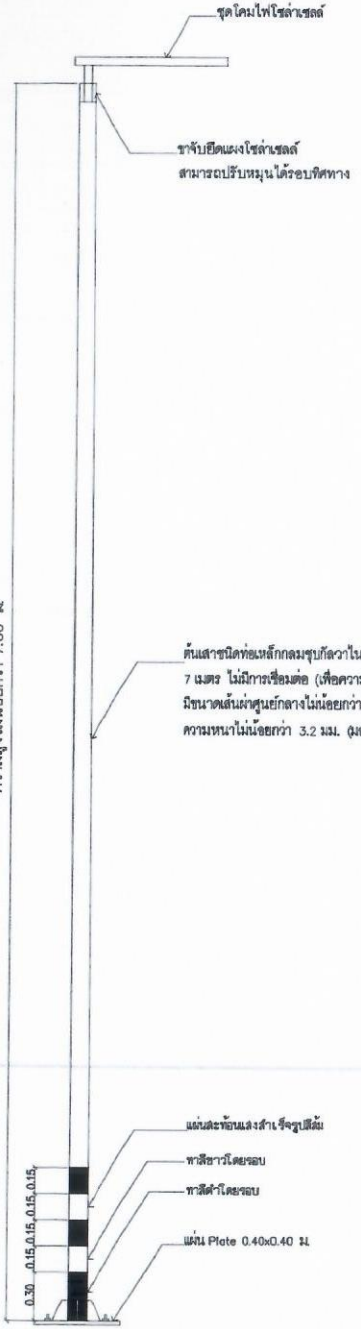 ชุดโคมไฟโซล่าเซลล์
ขาจับยึดแผงโซล่าเซลล์
สามารถปรับหมุนได้รอบทิศทาง
7.00 ม.
ต้นเสาชนิดท่อเหล็กกลมชุบกัลวาไน
7 เมตร ไม่มีการเชื่อมต่อ (เพื่อความ
มีขนาดเส้นผ่าศูนย์กลางไม่น้อยกว่า
ความหนาไม่น้อยกว่า 3.2 มม.
แผ่นสะท้อนแสงสำเร็จรูปสีส้ม
ทาสีขาวโดยรอบ
ทาสีดำโดยรอบ
แผ่น Plate 0.40x0.40 ม.
0.15
0.15
0.15
0.15
0.30